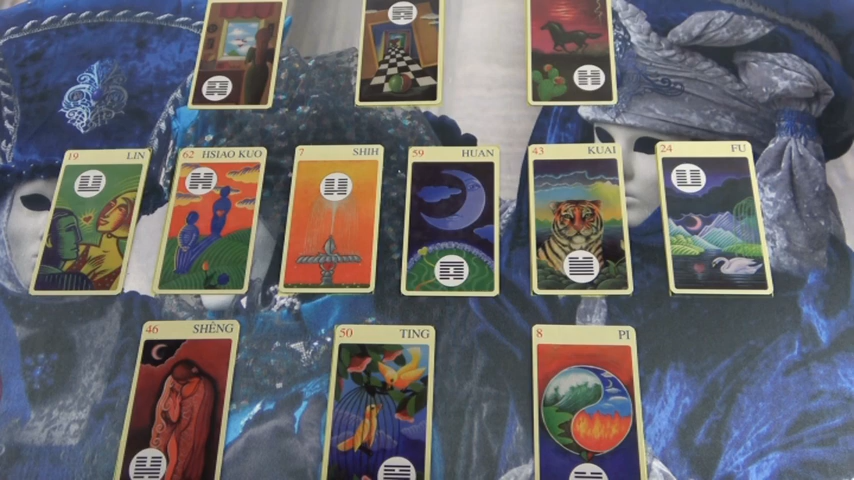 19 LIN
62 HSIAO KUO
7 SHIH
59 HUAN
43 KUAI
24 FU
46 SHÊNG
50 TING
8 PI